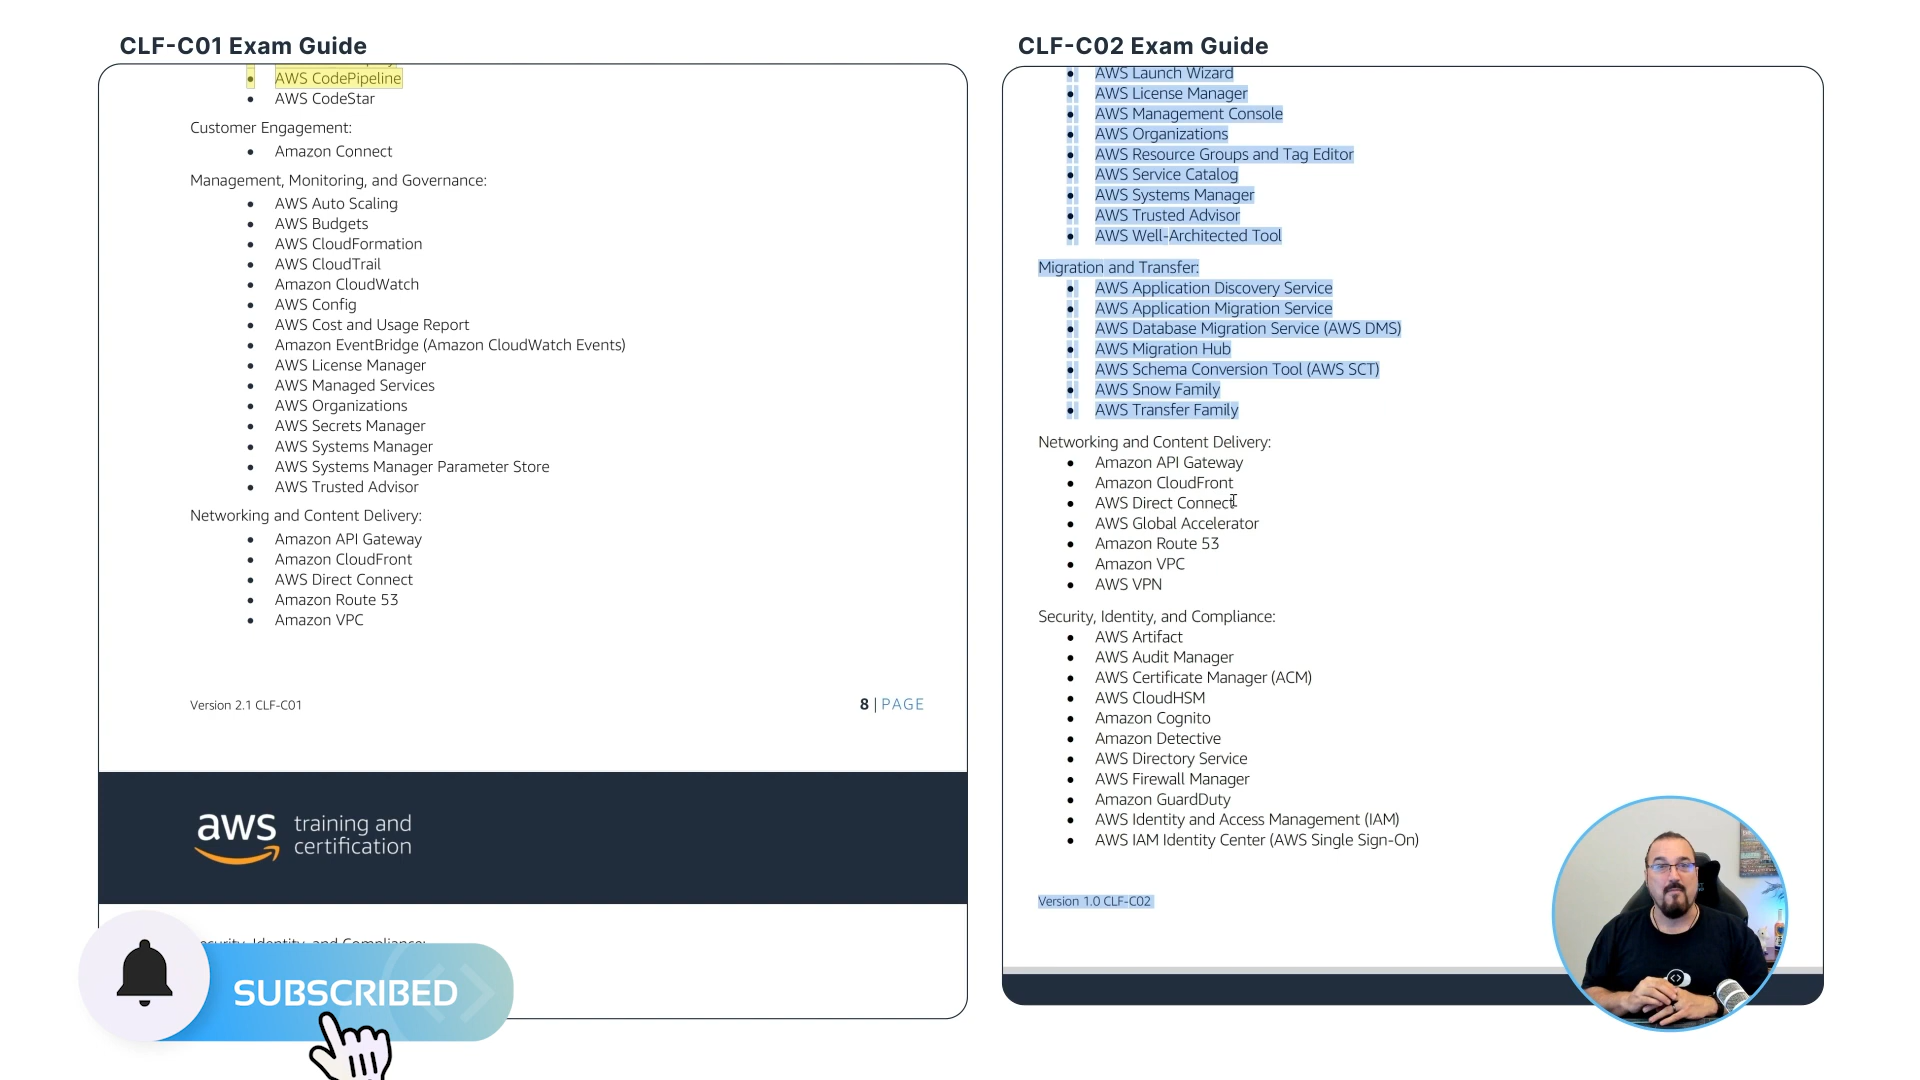 CLF-C01 Exam Guide
AWS CodePipeline
AWS CodeStar
Customer Engagement:
Amazon Connect
Management, Monitoring, and Governance:
AWS Auto Scaling
AWS Budgets
AWS CloudFormation
AWS CloudTrail
Amazon CloudWatch
AWS Config
AWS Cost and Usage Report
Amazon EventBridge (Amazon CloudWatch Events)
AWS License Manager
AWS Managed Services
AWS Organizations
AWS Secrets Manager
AWS Systems Manager
AWS Systems Manager Parameter Store
AWS Trusted Advisor
Networking and Content Delivery:
Amazon API Gateway
Amazon CloudFront
AWS Direct Connect
Amazon Route 53
Amazon VPC
Version 2.1 CLF-C01
8 | PAGE
aws training and
certification
Security, Identity, and Compliance:
SUBSCRIBED
CLF-C02 Exam Guide
AWS Launch Wizard
AWS License Manager
AWS Management Console
AWS Organizations
AWS Resource Groups and Tag Editor
AWS Service Catalog
AWS Systems Manager
AWS Trusted Advisor
AWS Well-Architected Tool
Migration and Transfer:
AWS Application Discovery Service
AWS Application Migration Service
AWS Database Migration Service (AWS DMS)
AWS Migration Hub
AWS Schema Conversion Tool (AWS SCT)
AWS Snow Family
AWS Transfer Family
Networking and Content Delivery:
Amazon API Gateway
Amazon CloudFront
AWS Direct Connect
AWS Global Accelerator
Amazon Route 53
Amazon VPC
AWS VPN
Security, Identity, and Compliance:
AWS Artifact
AWS Audit Manager
AWS Certificate Manager (ACM)
AWS CloudHSM
Amazon Cognito
Amazon Detective
AWS Directory Service
AWS Firewall Manager
Amazon GuardDuty
AWS Identity and Access Management (IAM)
AWS IAM Identity Center (AWS Single Sign-On)
Version 1.0 CLF-C02